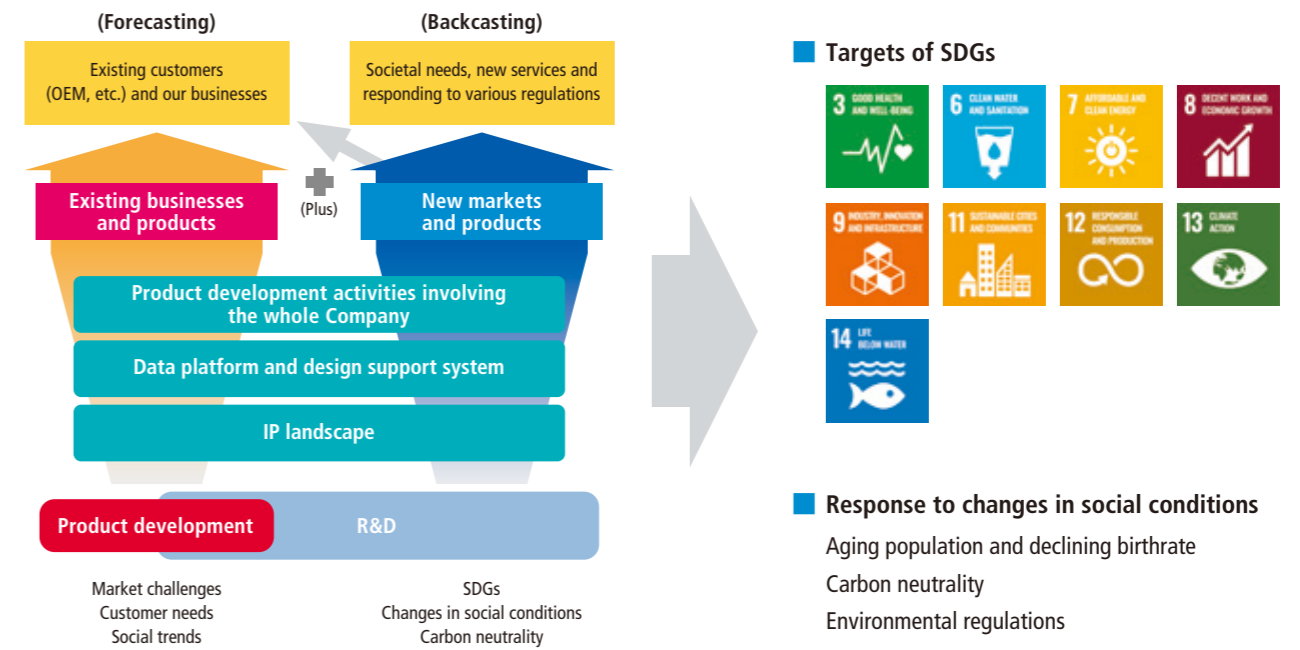 (Forecasting)
Existing customers
(OEM, etc.) and our businesses
(Backcasting)
Societal needs, new services and
responding to various regulations
Existing businesses
and products
(Plus)
New markets
and products
Product development activities involving
the whole Company
Data platform and design support system
IP landscape
Product development
R&D
Market challenges
Customer needs
Social trends
SDGs
Changes in social conditions
Carbon neutrality
Targets of SDGs
3 GOOD HEALTH
AND WELL-BEING
6 CLEAN WATER
AND SANITATION
7 AFFORDABLE AND
CLEAN ENERGY
8 DECENT WORK AND
ECONOMIC GROWTH
9 INDUSTRY, INNOVATION
AND INFRASTRUCTURE
11 SUSTAINABLE CITIES
AND COMMUNITIES
12 RESPONSIBLE
CONSUMPTION
AND PRODUCTION
13 CLIMATE
ACTION
14 LIFE
BELOW WATER
Response to changes in social conditions
Aging population and declining birthrate
Carbon neutrality
Environmental regulations